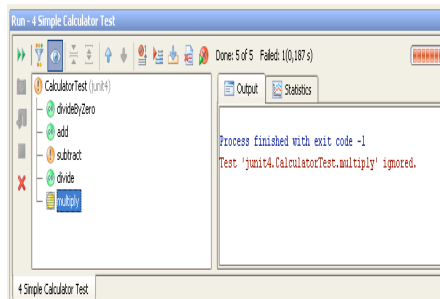 Run - 4 Simple Calculator Test
Done: 5 of 5 Failed: 1(0,187 s)
CalculatorTest (junit4)
divideByZero
add
subtract
divide
multiply
Output
Statistics
Process finished with exit code -1
Test 'junit4.CalculatorTest.multiply' ignored.
4 Simple Calculator Test